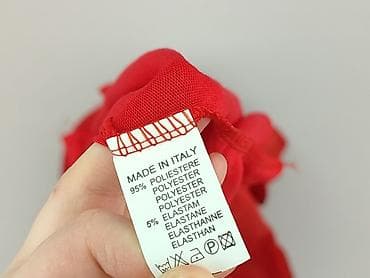 MADE IN ITALY
95% POLIESTERE
POLYESTER
POLYESTER
POLYESTER
5% ELASTAM
ELASTANE
ELASTHANNE
ELASTHAN
P